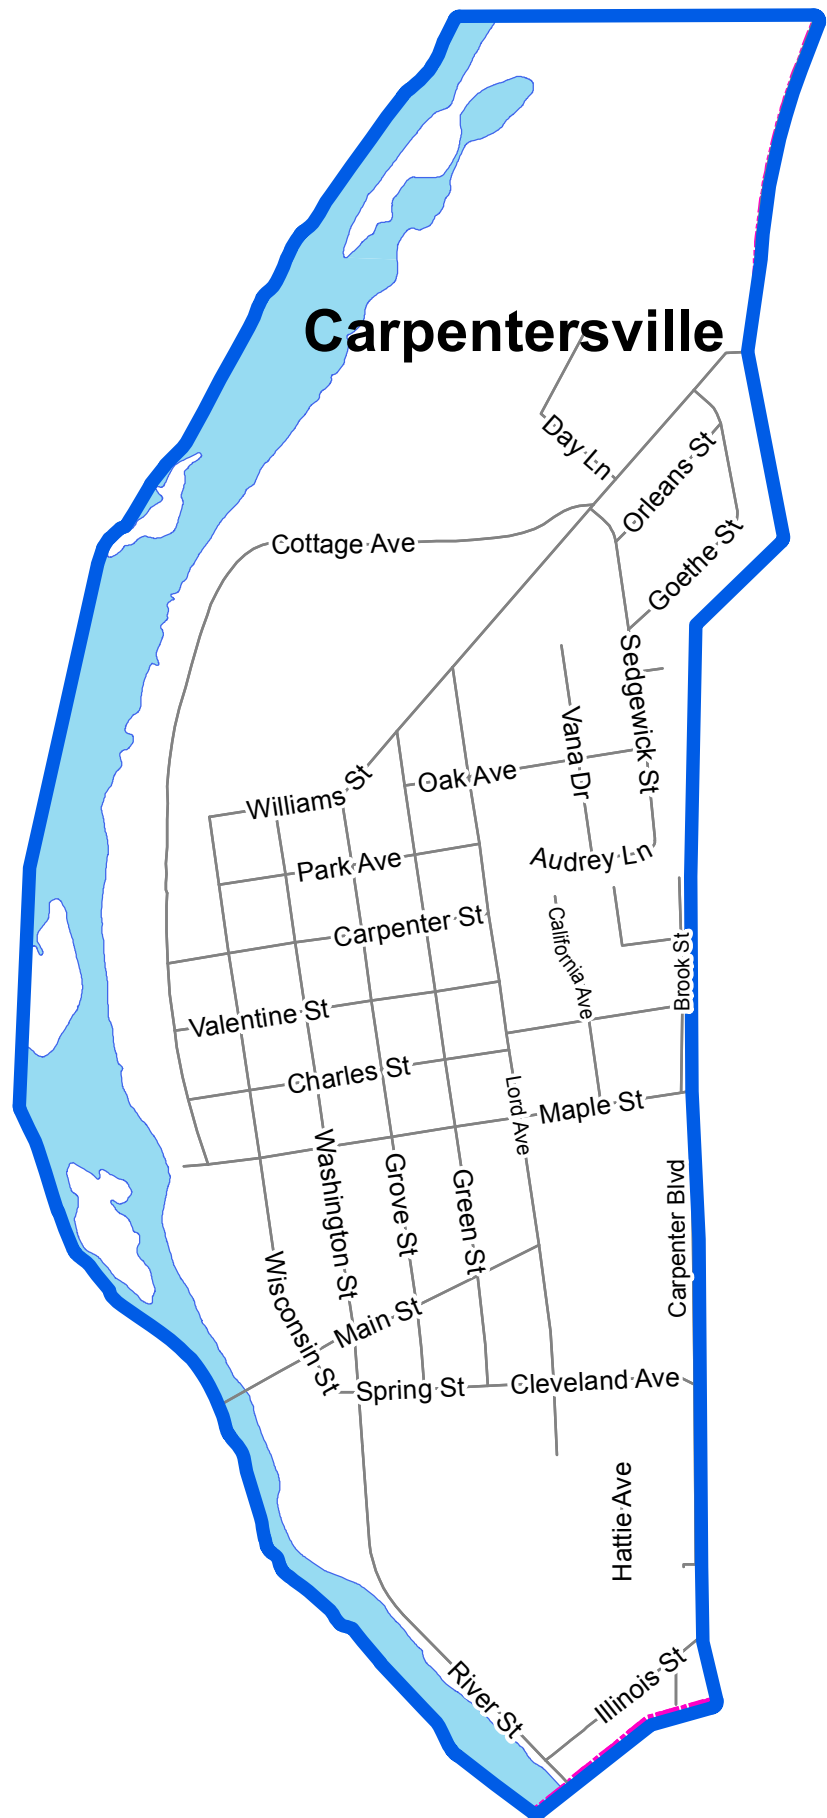 Carpentersville
Day Ln
Orleans St
Cottage Ave
Goethe St
Sedgewick St
Vana Dr
Oak Ave
Williams St
Audrey Ln
Park Ave
Carpenter St
California Ave
Brook St
Valentine St
Charles St
Lord Ave
Maple St
Washington St
Grove St
Green St
Carpenter Blvd
Wisconsin St
Main St
Spring St
Cleveland Ave
Hattie Ave
River St
Illinois St